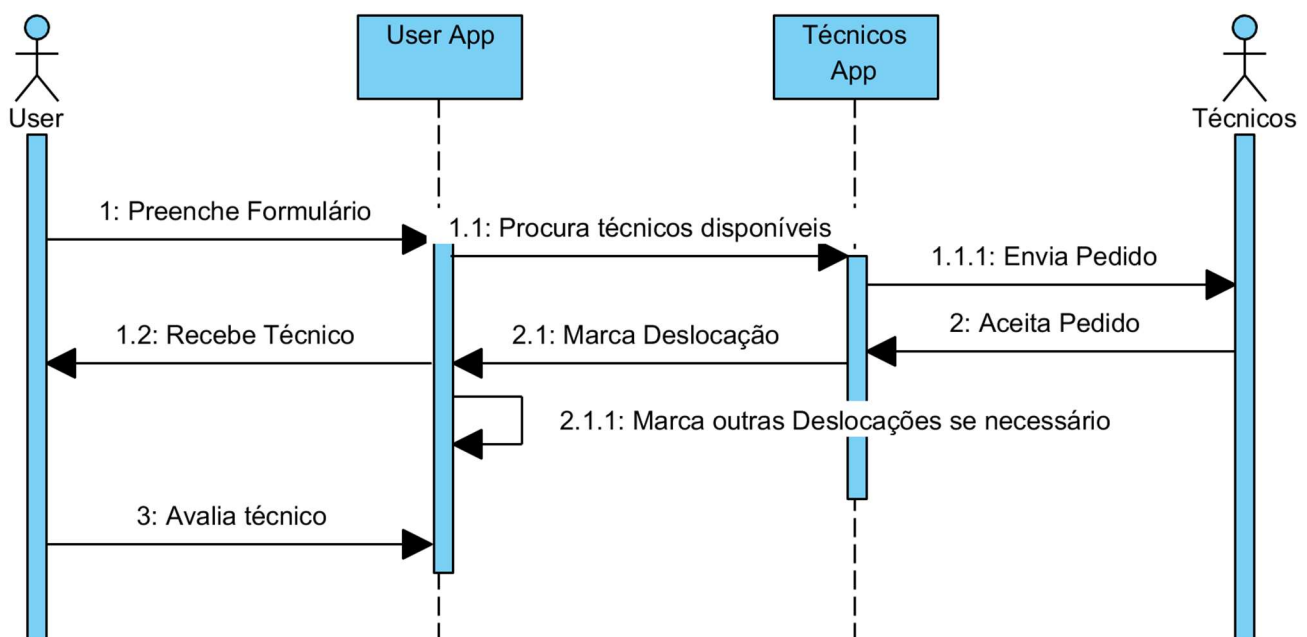 User App
Técnicos
App
User
Técnicos
1: Preenche Formulário
1.1: Procura técnicos disponíveis
1.1.1: Envia Pedido
2: Aceita Pedido
1.2: Recebe Técnico
2.1: Marca Deslocação
2.1.1: Marca outras Deslocações se necessário
3: Avalia técnico